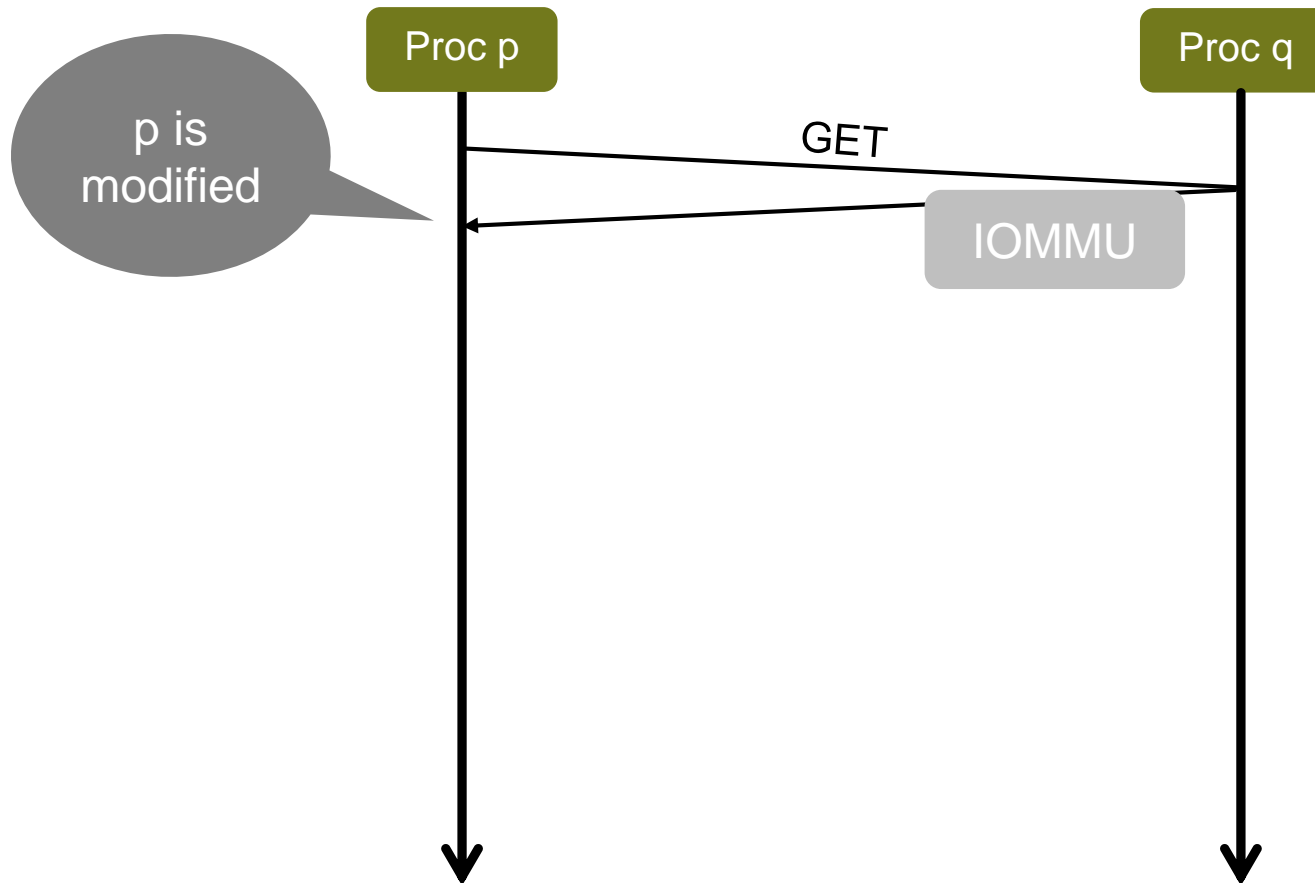 Proc p
Proc q
p is
modified
GET
IOMMU